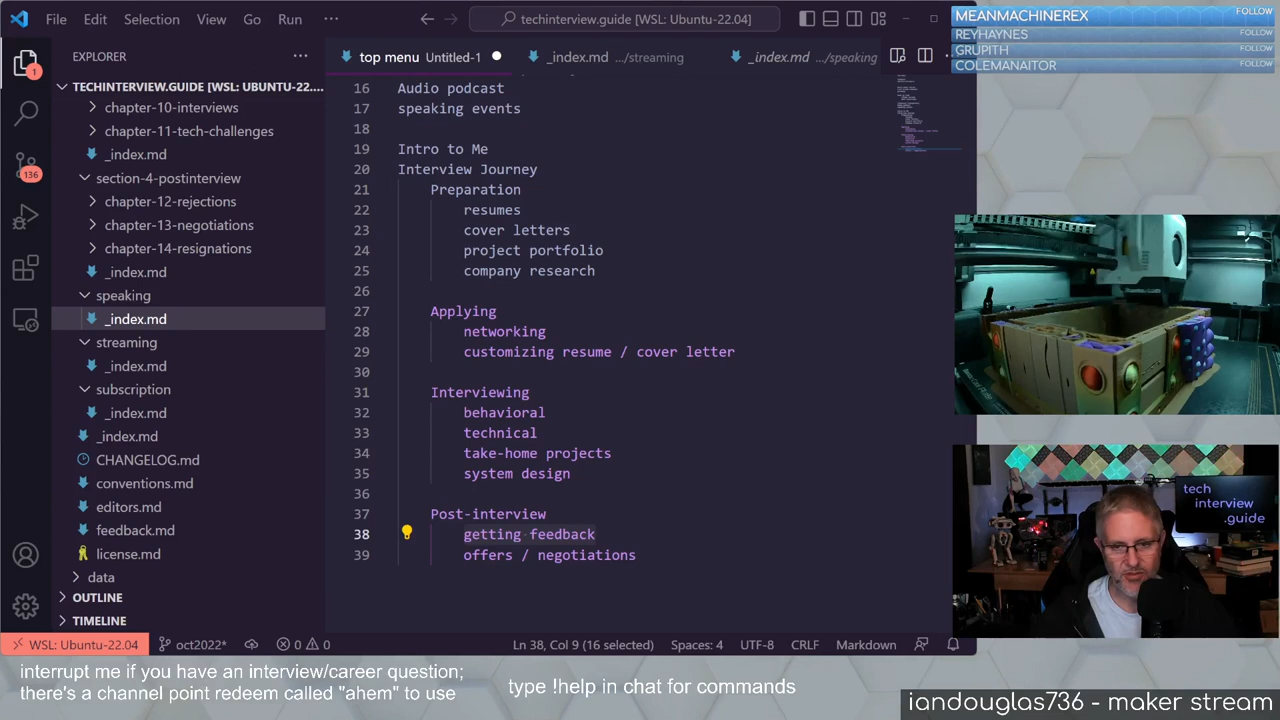 File Edit Selection View Go Run ···
techinterview.guide [WSL: Ubuntu-22.04]
MEANMACHINEREX FOLLOW
REYHAYNES FOLLOW
GRUPITH FOLLOW
COLEMANAITOR FOLLOW
EXPLORER ···
top menu Untitled-1
_index.md .../streaming
_index.md .../speaking
1
TECHINTERVIEW.GUIDE [WSL: UBUNTU-22....
chapter-10-interviews
chapter-11-tech-challenges
_index.md
section-4-postinterview
chapter-12-rejections
chapter-13-negotiations
chapter-14-resignations
_index.md
speaking
_index.md
streaming
_index.md
subscription
_index.md
_index.md
CHANGELOG.md
conventions.md
editors.md
feedback.md
license.md
data
OUTLINE
TIMELINE
136
16 Audio podcast
17 speaking events
18
19 Intro to Me
20 Interview Journey
21 Preparation
22 resumes
23 cover letters
24 project portfolio
25 company research
26
27 Applying
28 networking
29 customizing resume / cover letter
30
31 Interviewing
32 behavioral
33 technical
34 take-home projects
35 system design
36
37 Post-interview
38 getting feedback
39 offers / negotiations
tech
interview
.guide
WSL: Ubuntu-22.04 oct2022* 0 0 Ln 38, Col 9 (16 selected) Spaces: 4 UTF-8 CRLF Markdown
interrupt me if you have an interview/career question;
there's a channel point redeem called "ahem" to use
type !help in chat for commands
iandouglas736 - maker stream